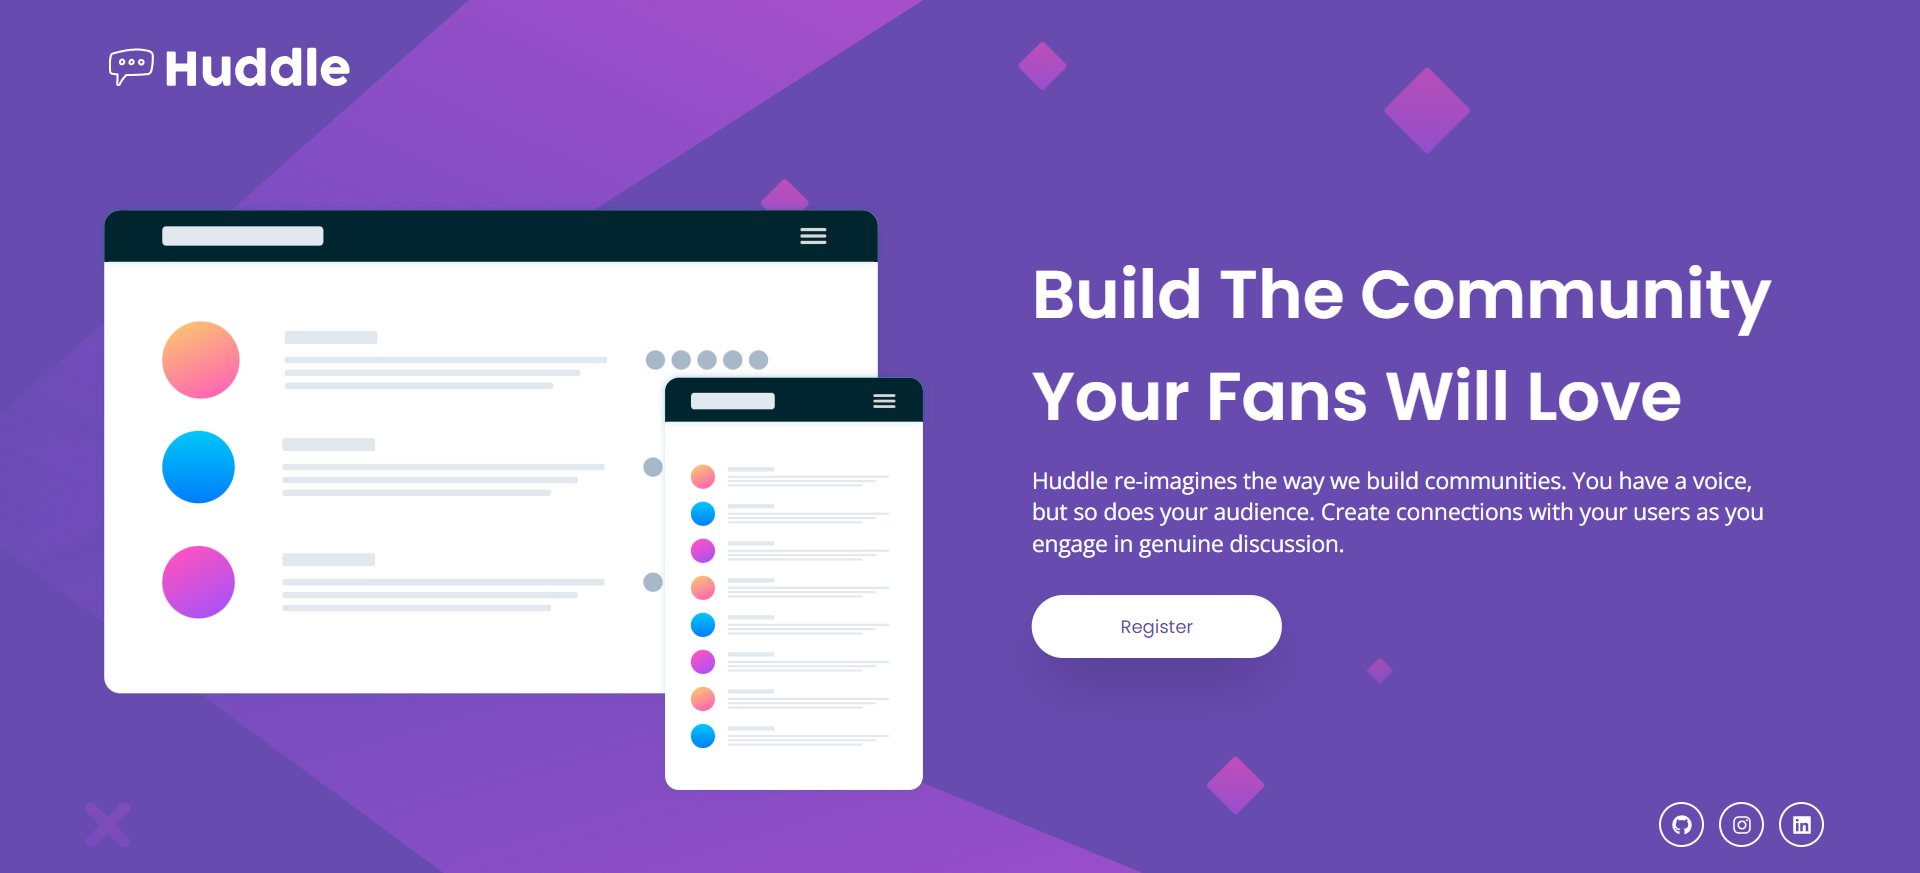 Huddle
Build The Community
Your Fans Will Love
Huddle re-imagines the way we build communities. You have a voice,
but so does your audience. Create connections with your users as you
engage in genuine discussion.
Register